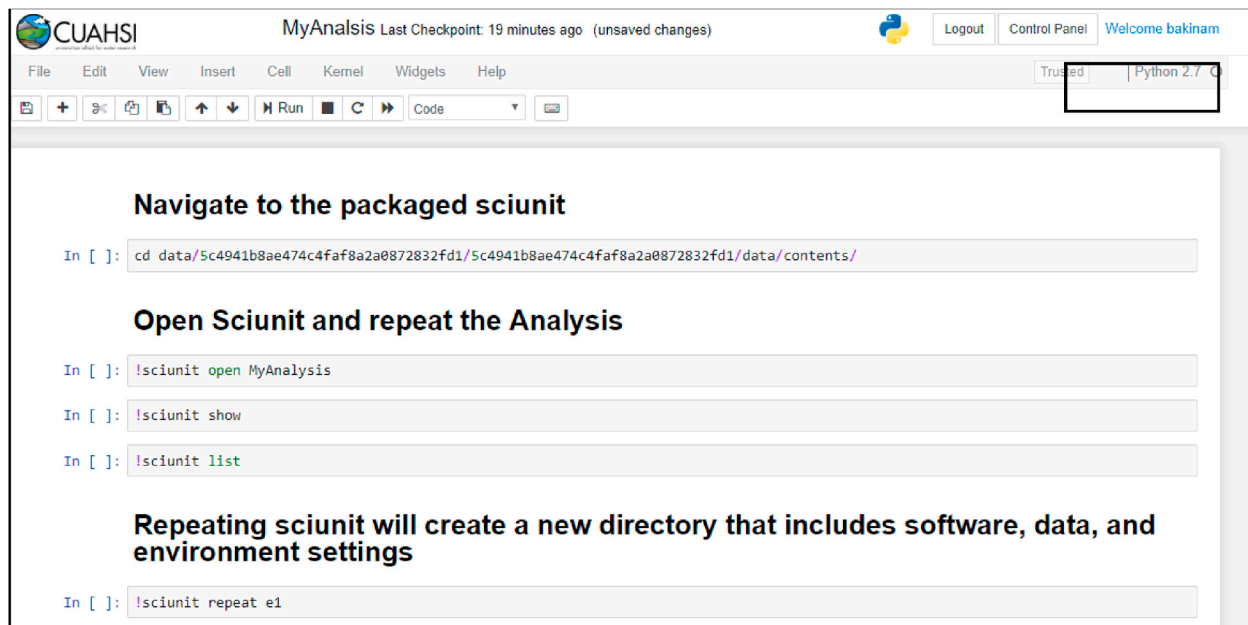 CUAHSI MyAnalsis Last Checkpoint: 19 minutes ago (unsaved changes) Logout Control Panel Welcome bakinam
File Edit View Insert Cell Kernel Widgets Help Trusted Python 2.7
Run Code
Navigate to the packaged sciunit
In [ ]: cd data/5c4941b8ae474c4faf8a2a0872832fd1/5c4941b8ae474c4faf8a2a0872832fd1/data/contents/
Open Sciunit and repeat the Analysis
In [ ]: !sciunit open MyAnalysis
In [ ]: !sciunit show
In [ ]: !sciunit list
Repeating sciunit will create a new directory that includes software, data, and
environment settings
In [ ]: !sciunit repeat e1